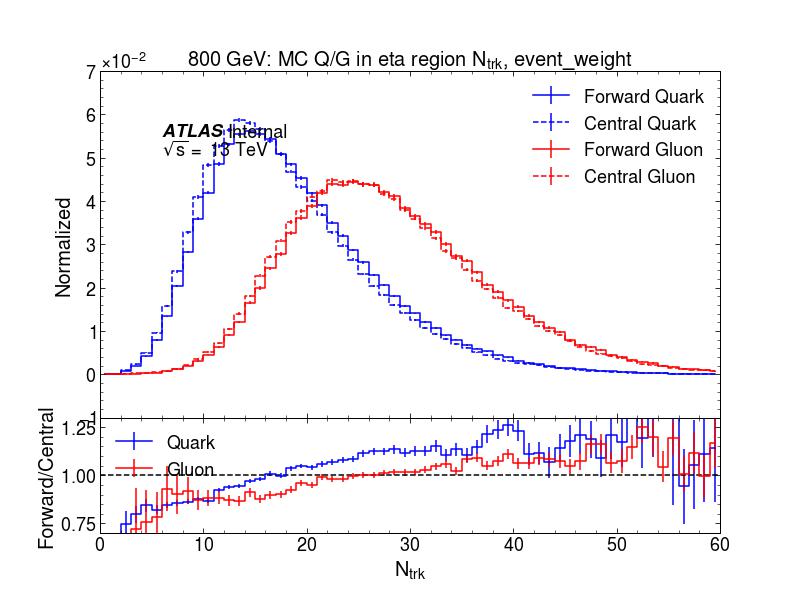 ×10⁻²
800 GeV: MC Q/G in eta region Ntrk, event_weight
7
6
5
4
3
2
1
0
1
Normalized
ATLAS Internal
√s = 13 TeV
Forward Quark
Central Quark
Forward Gluon
Central Gluon
1.25
1.00
0.75
Forward/Central
Quark
Gluon
0 10 20 30 40 50 60
Ntrk